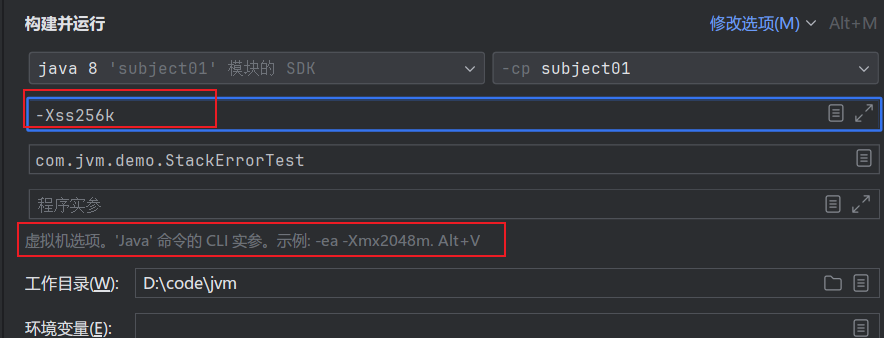 构建并运行 修改选项(M) Alt+M
java 8 'subject01' 模块的 SDK -cp subject01
-Xss256k
com.jvm.demo.StackErrorTest
程序实参
虚拟机选项。'Java' 命令的 CLI 实参。示例: -ea -Xmx2048m. Alt+V
工作目录(W): D:\code\jvm
环境变量(E):